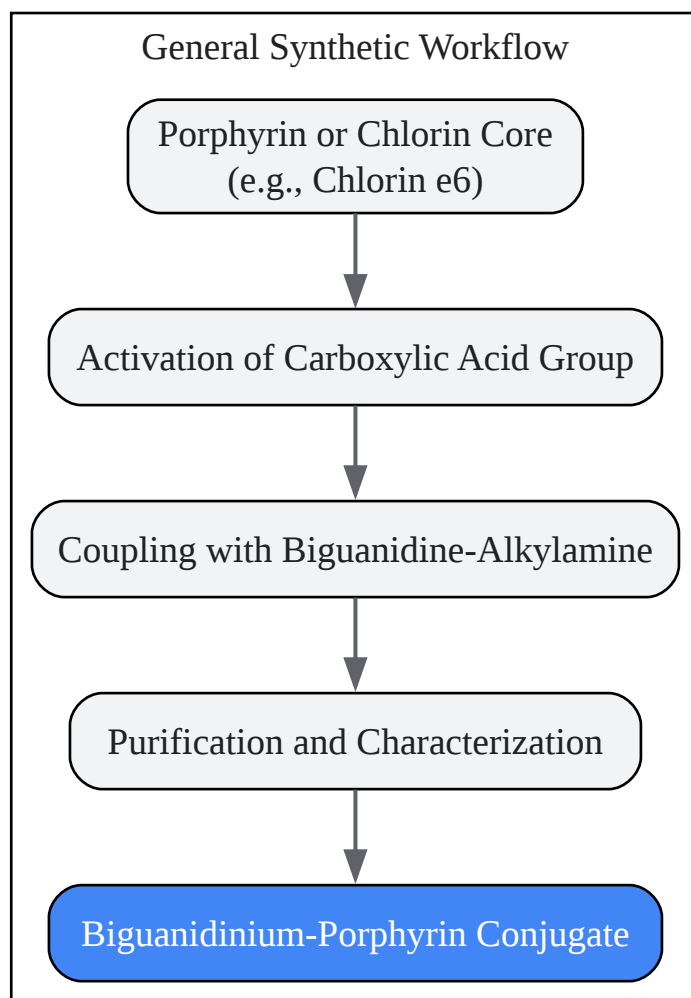 General Synthetic Workflow
Porphyrin or Chlorin Core
(e.g., Chlorin e6)
Activation of Carboxylic Acid Group
Coupling with Biguanidine-Alkylamine
Purification and Characterization
Biguanidinium-Porphyrin Conjugate